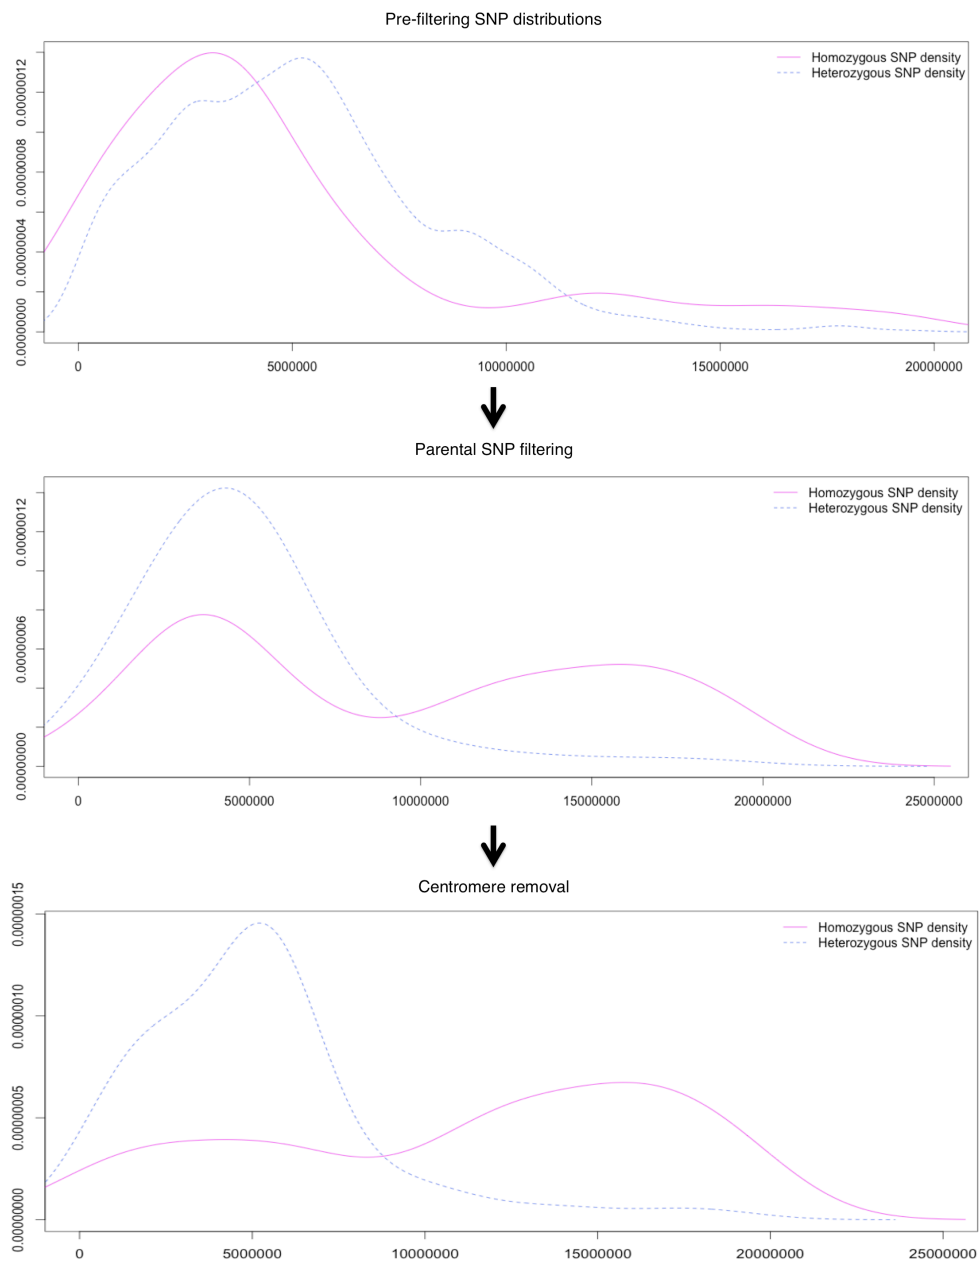 Pre-filtering SNP distributions
Homozygous SNP density
Heterozygous SNP density
0.00000012
0.00000008
0.00000004
0.00000000
0 5000000 10000000 15000000 20000000
Parental SNP filtering
Homozygous SNP density
Heterozygous SNP density
0.00000012
0.00000006
0.00000000
0 5000000 10000000 15000000 20000000 25000000
Centromere removal
Homozygous SNP density
Heterozygous SNP density
0.00000015
0.00000010
0.00000005
0.00000000
0 5000000 10000000 15000000 20000000 25000000